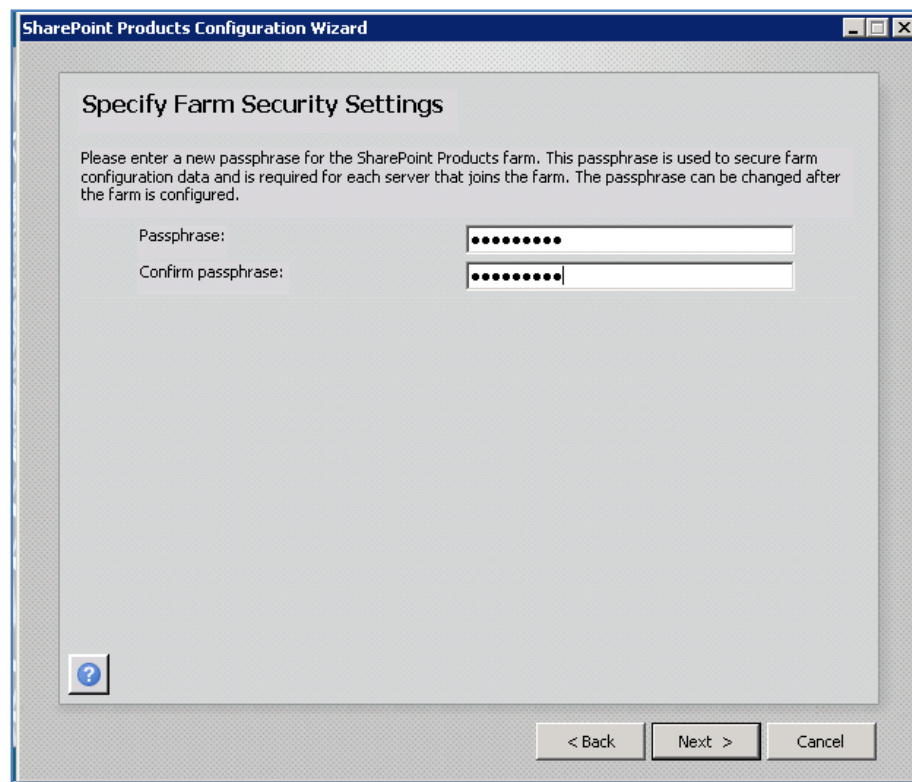 SharePoint Products Configuration Wizard
Specify Farm Security Settings
Please enter a new passphrase for the SharePoint Products farm. This passphrase is used to secure farm
configuration data and is required for each server that joins the farm. The passphrase can be changed after
the farm is configured.
Passphrase: ●●●●●●●●●
Confirm passphrase: ●●●●●●●●●
?
< Back Next > Cancel